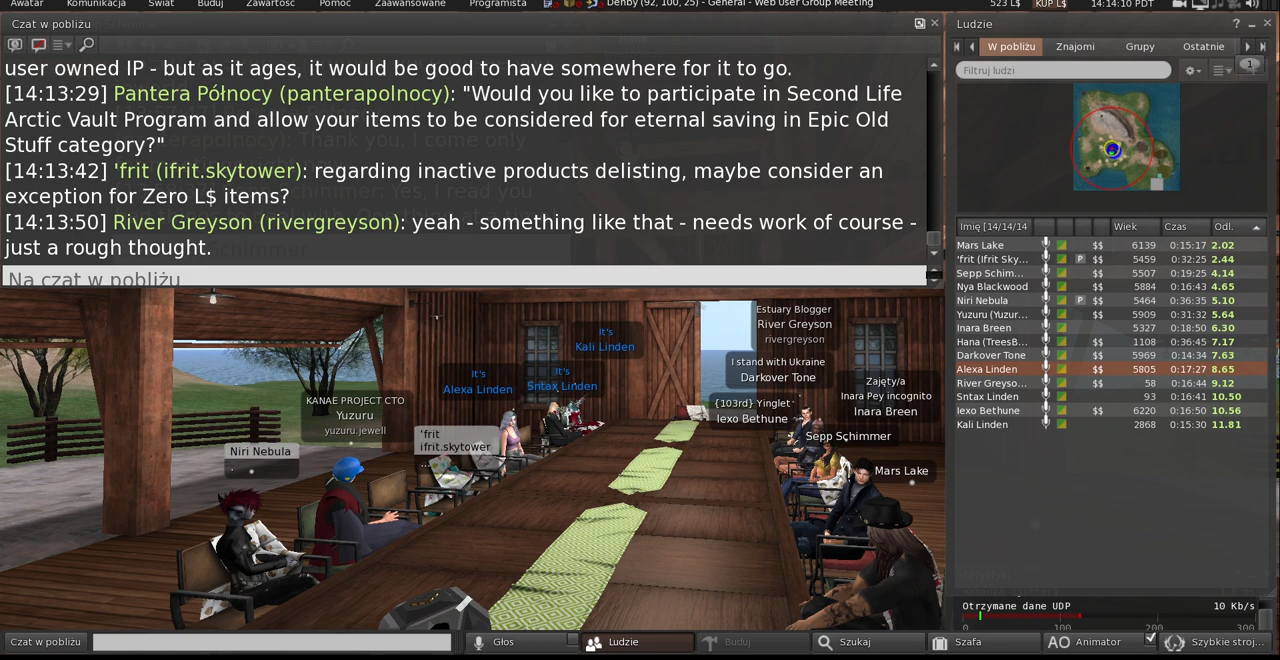 Awatar Komunikacja Świat Buduj Zawartość Pomoc Zaawansowane Programista Denby (92, 100, 25) - General - Web User Group Meeting 523 L$ KUP L$ 14:14:10 PDT
Czat w pobliżu
user owned IP - but as it ages, it would be good to have somewhere for it to go.
[14:13:29] Pantera Północy (panterapolnocy): "Would you like to participate in Second Life
Arctic Vault Program and allow your items to be considered for eternal saving in Epic Old
Stuff category?"
[14:13:42] 'frit (ifrit.skytower): regarding inactive products delisting, maybe consider an
exception for Zero L$ items?
[14:13:50] River Greyson (rivergreyson): yeah - something like that - needs work of course -
just a rough thought.
Na czat w pobliżu
Ludzie
W pobliżu Znajomi Grupy Ostatnie
Filtruj ludzi
1
Imię [14/14/14 Wiek Czas Odl.
Mars Lake $$ 6139 0:15:17 2.02
'frit (Ifrit Sky... P $$ 5459 0:32:25 2.44
Sepp Schim... $$ 5507 0:19:25 4.14
Nya Blackwood $$ 5884 0:16:43 4.65
Niri Nebula P $$ 5464 0:36:35 5.10
Yuzuru (Yuzur... $$ 5909 0:31:32 5.64
Inara Breen 5327 0:18:50 6.30
Hana (TreesB... $$ 1108 0:36:45 7.17
Darkover Tone $$ 5969 0:14:34 7.63
Alexa Linden $$ 5805 0:17:27 8.65
River Greyso... $$ 58 0:16:44 9.12
Sntax Linden 93 0:16:41 10.50
Iexo Bethune $$ 6220 0:16:50 10.56
Kali Linden 2868 0:15:30 11.81
Estuary Blogger
River Greyson
rivergreyson
It's
Kali Linden
It's
Alexa Linden
It's
Sntax Linden
I stand with Ukraine
Darkover Tone
Zajęty/a
Inara Pey incognito
Inara Breen
{103rd} Yinglet
Iexo Bethune
KANAE PROJECT CTO
Yuzuru
yuzuru.jewell
'frit
ifrit.skytower
...
Sepp Schimmer
Niri Nebula
Mars Lake
Otrzymane dane UDP 10 Kb/s
0 100 200 300
Czat w pobliżu Głos Ludzie Buduj Szukaj Szafa AO Animator Szybkie stroj...